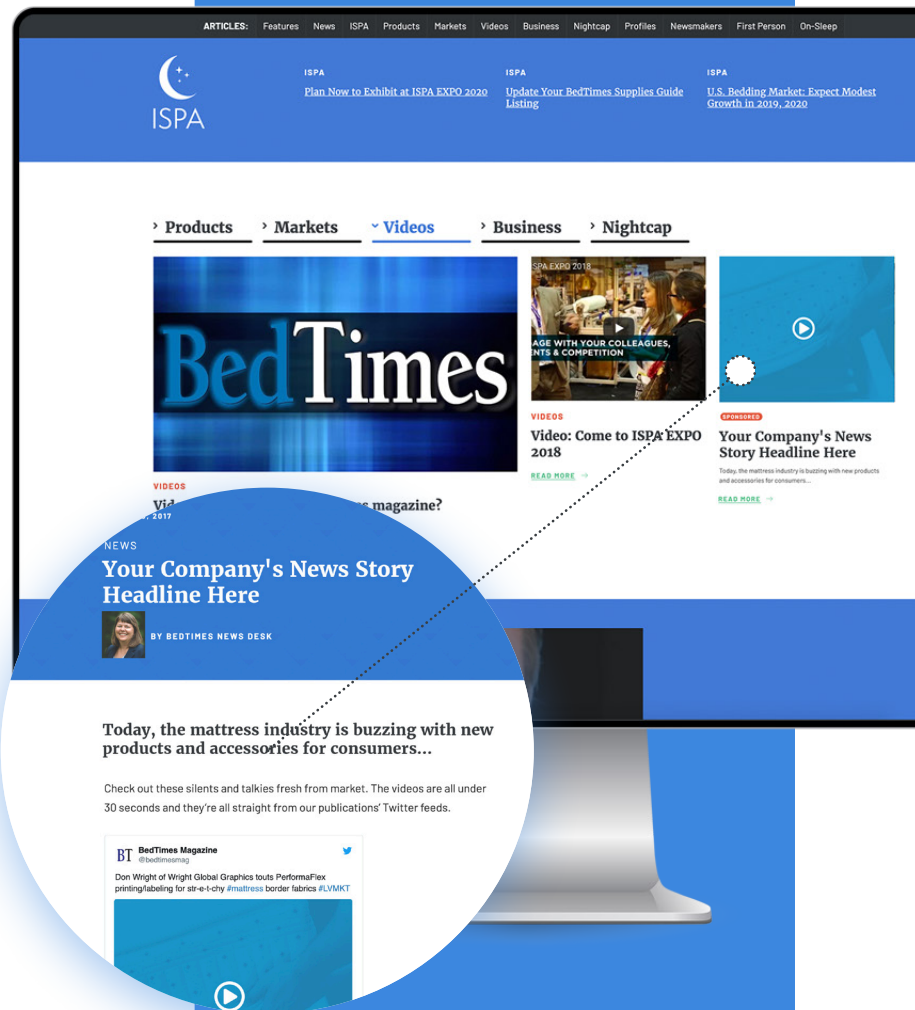 ARTICLES: Features News ISPA Products Markets Videos Business Nightcap Profiles Newsmakers First Person On-Sleep
ISPA
ISPA
Plan Now to Exhibit at ISPA EXPO 2020
ISPA
Update Your BedTimes Supplies Guide
Listing
ISPA
U.S. Bedding Market: Expect Modest
Growth in 2019, 2020
Products Markets Videos Business Nightcap
BedTimes
VIDEOS
magazine?
SPA EXPO 2018
AGE WITH YOUR COLLEAGUES,
NTS & COMPETITION
VIDEOS
Video: Come to ISPA EXPO
2018
READ MORE
SPONSORED
Your Company's News
Story Headline Here
Today, the mattress industry is buzzing with new products
and accessories for consumers...
READ MORE
, 2017
NEWS
Your Company's News Story
Headline Here
BY BEDTIMES NEWS DESK
Today, the mattress industry is buzzing with new
products and accessories for consumers...
Check out these silents and talkies fresh from market. The videos are all under
30 seconds and they're all straight from our publications' Twitter feeds.
BT
BedTimes Magazine
@bedtimesmag
Don Wright of Wright Global Graphics touts PerformaFlex
printing/labeling for str-e-t-chy #mattress border fabrics #LVMKT